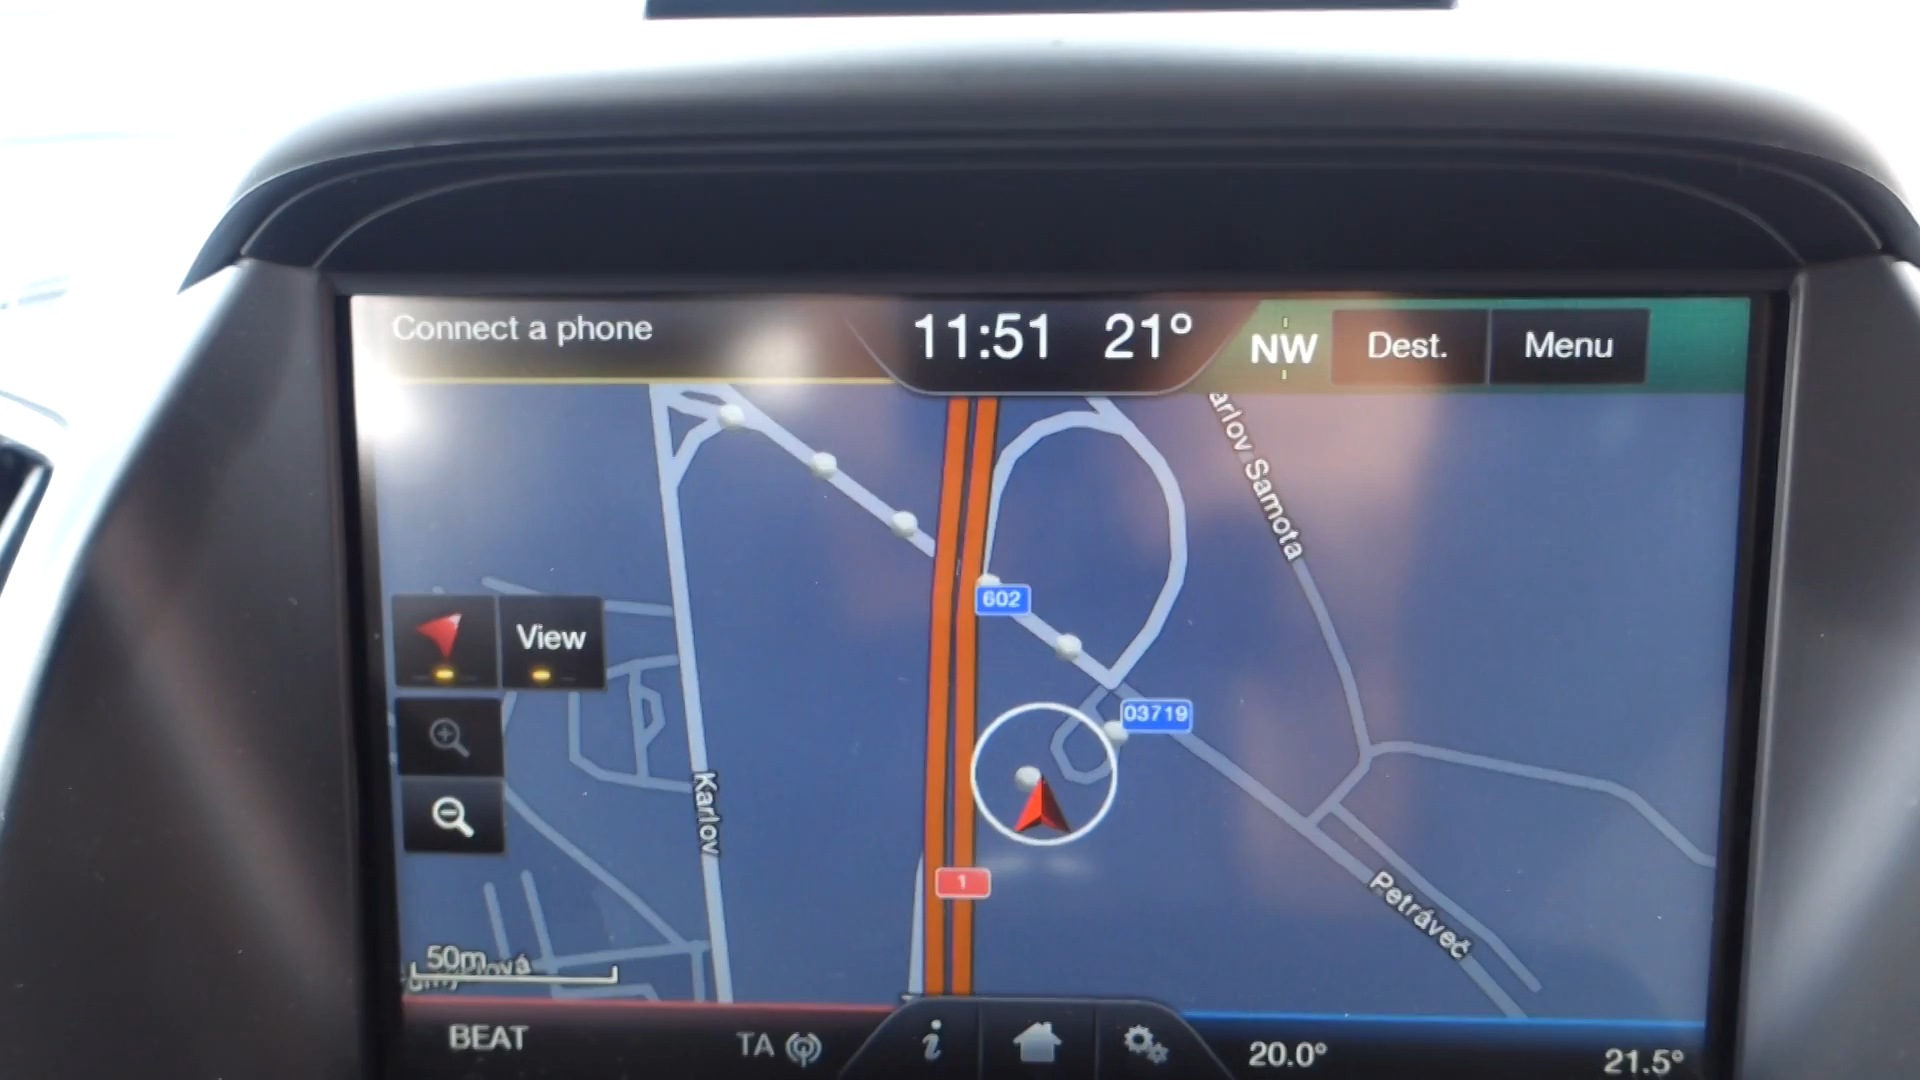 Connect a phone
11:51 21°
NW
Dest.
Menu
arlov Samota
602
View
03719
Karlov
1
Petráveč
50m
BEAT
TA
i
20.0°
21.5°